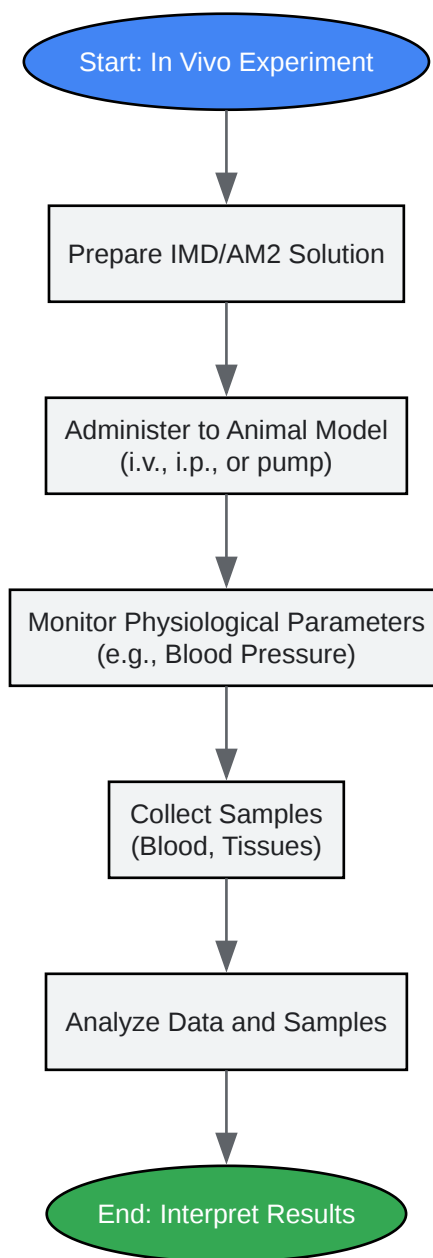 Start: In Vivo Experiment
Prepare IMD/AM2 Solution
Administer to Animal Model
(i.v., i.p., or pump)
Monitor Physiological Parameters
(e.g., Blood Pressure)
Collect Samples
(Blood, Tissues)
Analyze Data and Samples
End: Interpret Results